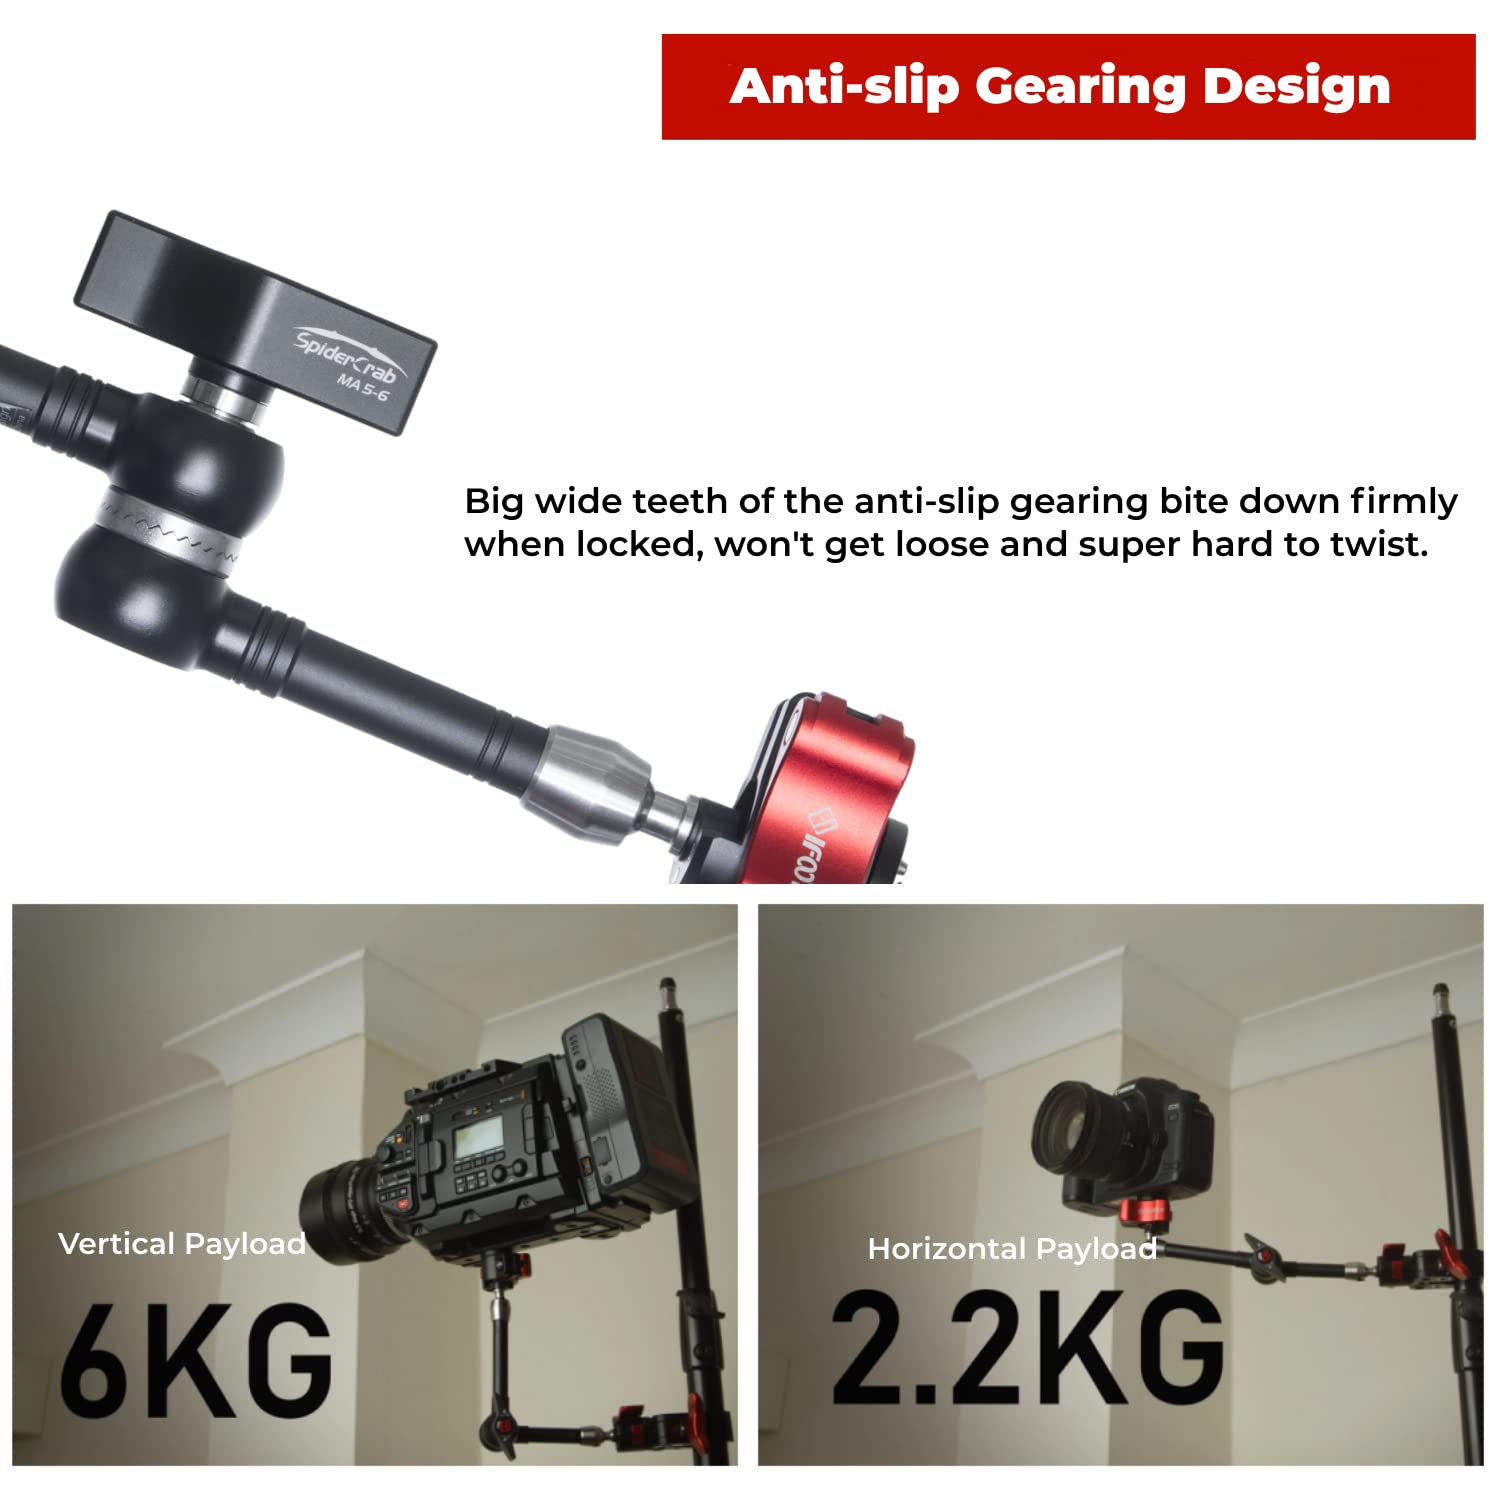 Anti-slip Gearing Design
SpiderCrab
MA 5-6
Big wide teeth of the anti-slip gearing bite down firmly
when locked, won't get loose and super hard to twist.
Vertical Payload
6KG
Horizontal Payload
2.2KG